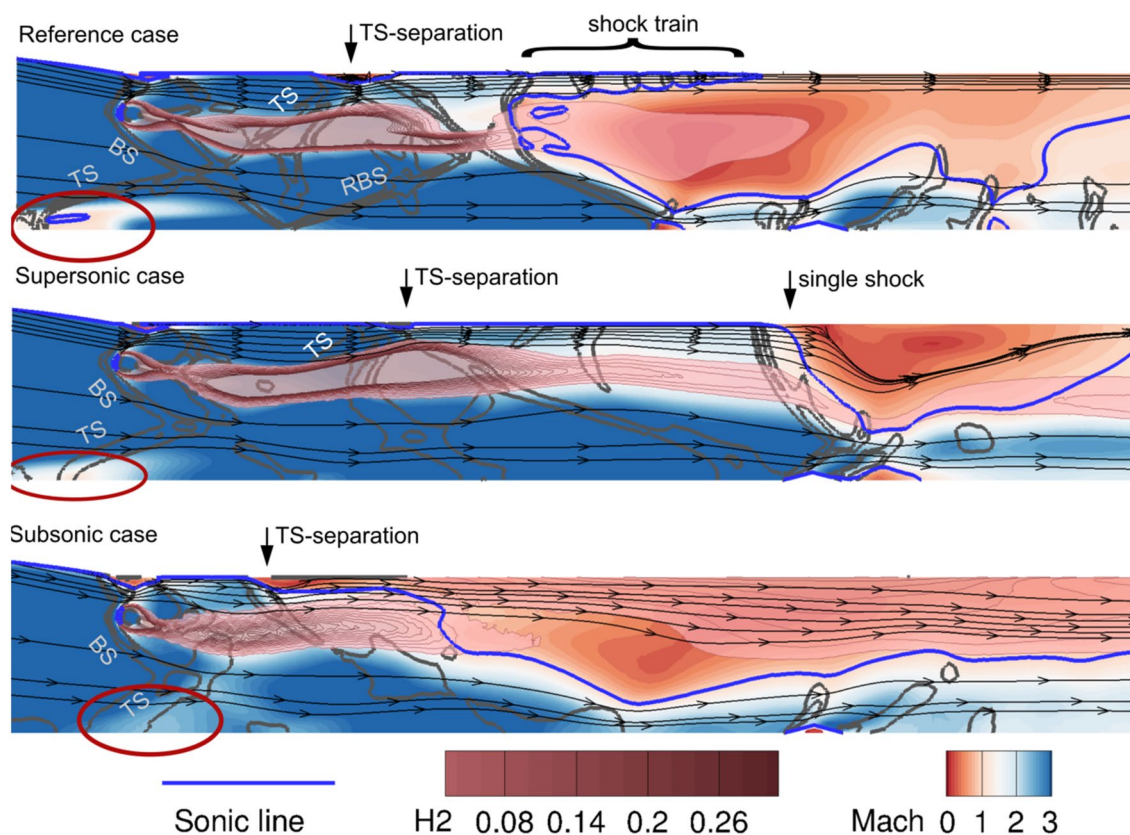 Reference case
TS-separation
shock train
TS
BS
TS
RBS
Supersonic case
TS-separation
single shock
TS
BS
TS
Subsonic case
TS-separation
BS
TS
Sonic line
H2 0.08 0.14 0.2 0.26
Mach 0 1 2 3